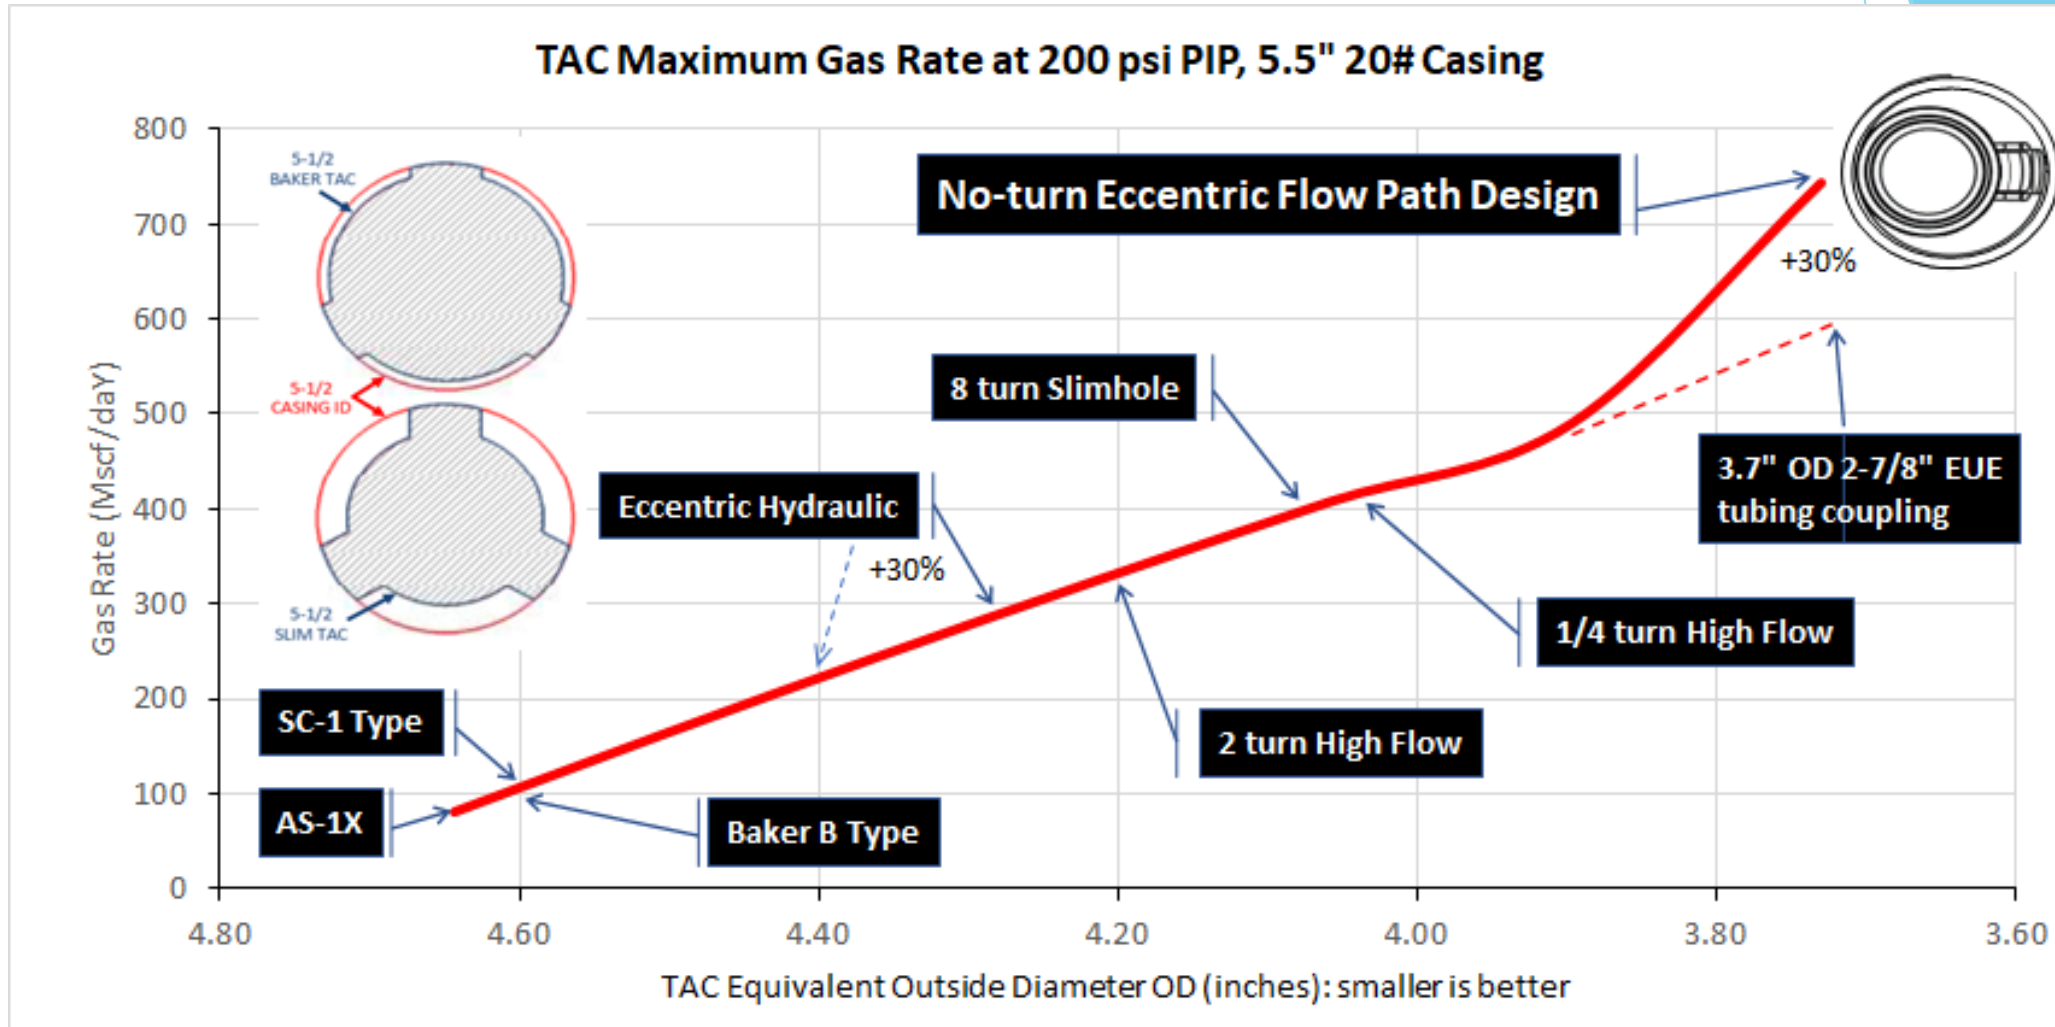 TAC Maximum Gas Rate at 200 psi PIP, 5.5" 20# Casing
Gas Rate (Mscf/daY)
800
700
600
500
400
300
200
100
0
5-1/2
BAKER TAC
5-1/2
CASING ID
5-1/2
SLIM TAC
No-turn Eccentric Flow Path Design
+30%
8 turn Slimhole
3.7" OD 2-7/8" EUE
tubing coupling
Eccentric Hydraulic
+30%
1/4 turn High Flow
SC-1 Type
2 turn High Flow
AS-1X
Baker B Type
4.80
4.60
4.40
4.20
4.00
3.80
3.60
TAC Equivalent Outside Diameter OD (inches): smaller is better